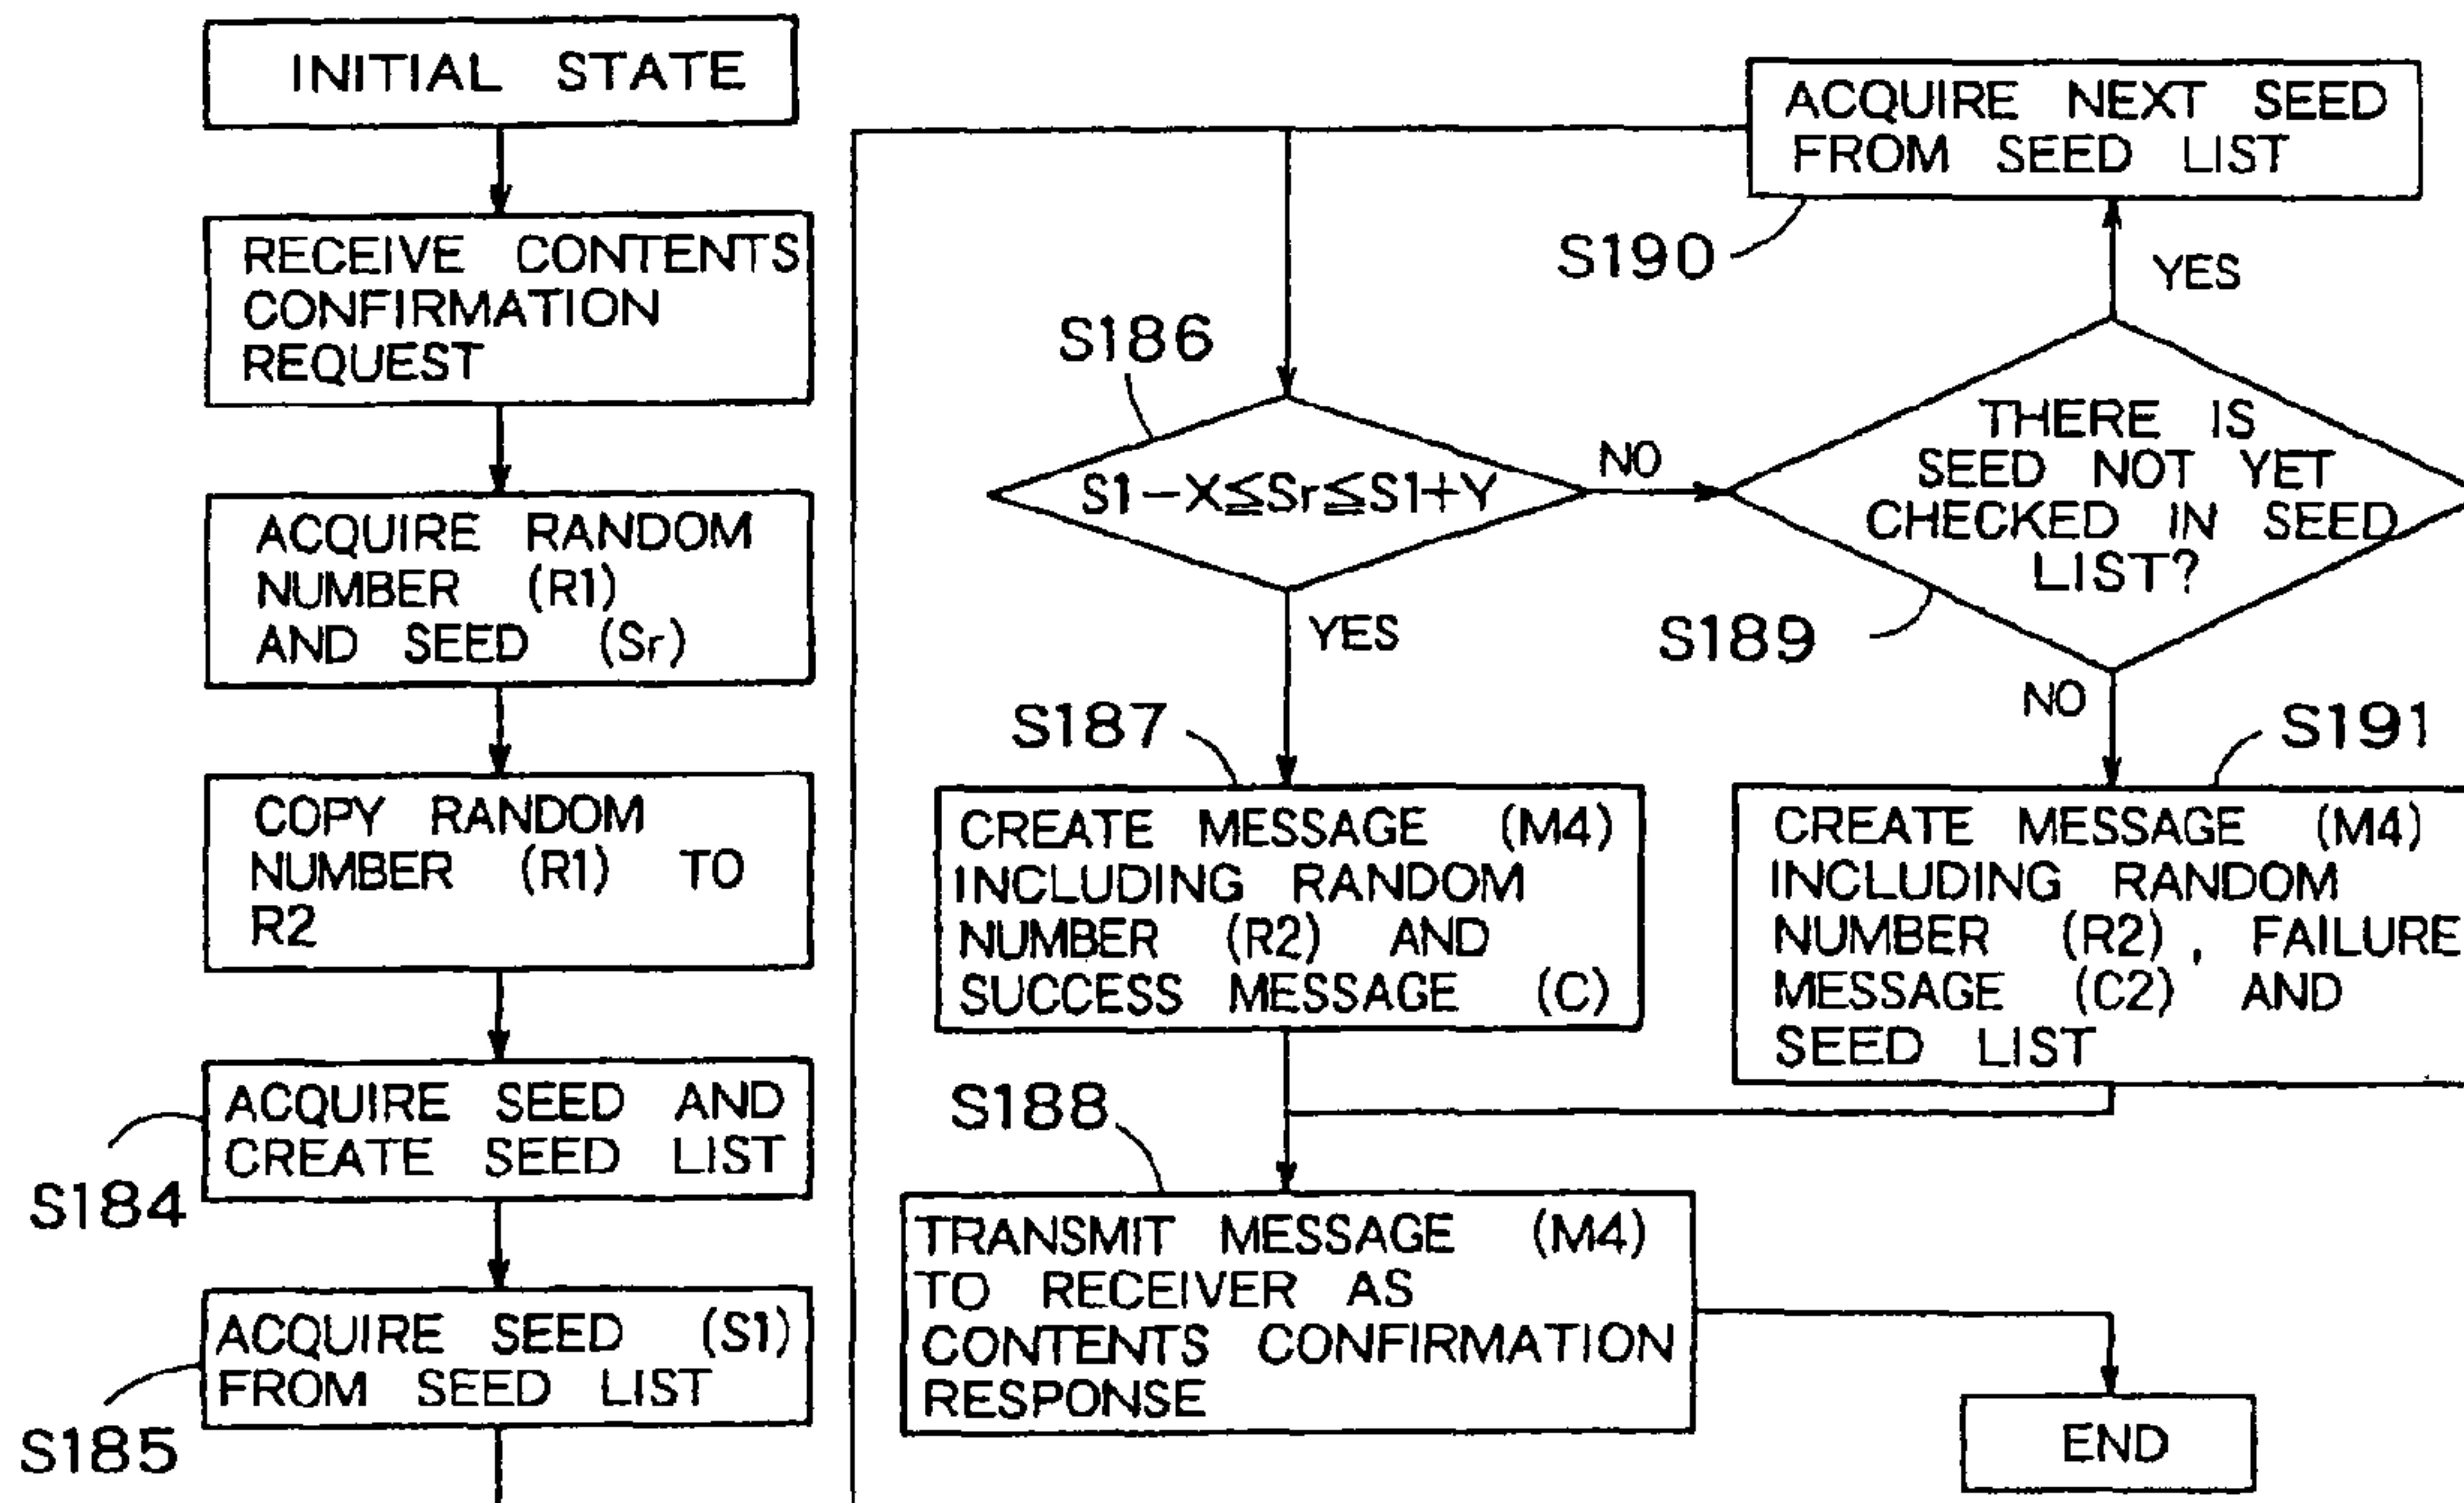 INITIAL STATE
RECEIVE CONTENTS
CONFIRMATION
REQUEST
ACQUIRE RANDOM
NUMBER (R1)
AND SEED (Sr)
COPY RANDOM
NUMBER (R1) TO
R2
ACQUIRE SEED AND
CREATE SEED LIST
S184
ACQUIRE SEED (S1)
FROM SEED LIST
S185
S186
S1-X≦Sr≦S1+Y
NO
YES
S187
CREATE MESSAGE (M4)
INCLUDING RANDOM
NUMBER (R2) AND
SUCCESS MESSAGE (C)
S188
TRANSMIT MESSAGE (M4)
TO RECEIVER AS
CONTENTS CONFIRMATION
RESPONSE
ACQUIRE NEXT SEED
FROM SEED LIST
S190
YES
THERE IS
SEED NOT YET
CHECKED IN SEED
LIST?
S189
NO
S191
CREATE MESSAGE (M4)
INCLUDING RANDOM
NUMBER (R2), FAILURE
MESSAGE (C2) AND
SEED LIST
END